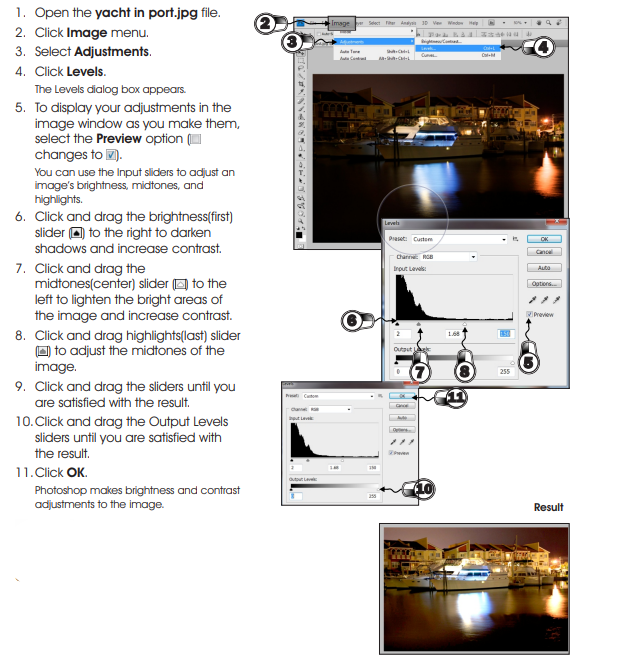 1. Open the yacht in port.jpg file.
2. Click Image menu.
3. Select Adjustments.
4. Click Levels.
The Levels dialog box appears.
5. To display your adjustments in the
image window as you make them,
select the Preview option (
changes to ).
You can use the Input sliders to adjust an
image's brightness, midtones, and
highlights.
6. Click and drag the brightness(first)
slider ( ) to the right to darken
shadows and increase contrast.
7. Click and drag the
midtones(center) slider ( ) to the
left to lighten the bright areas of
the image and increase contrast.
8. Click and drag highlights(last) slider
( ) to adjust the midtones of the
image.
9. Click and drag the sliders until you
are satisfied with the result.
10. Click and drag the Output Levels
sliders until you are satisfied with
the result.
11. Click OK.
Photoshop makes brightness and contrast
adjustments to the image.
2
Image
Select Filter Analysis 3D View Window Help
3
Adjustments
Brightness/Contrast...
Levels... Ctrl+L
Curves... Ctrl+M
4
Auto Tone Shift+Ctrl+L
Auto Contrast Alt+Shift+Ctrl+L
Levels
Preset: Custom
OK
Channel: RGB
Cancel
Input Levels:
Auto
Options...
Preview
6
2 1.68 150
7
8
5
Output Levels:
0 255
Levels
11
Preset: Custom
OK
Channel: RGB
Cancel
Input Levels:
Auto
Options...
Preview
2 1.68 150
Output Levels:
10
255
Result